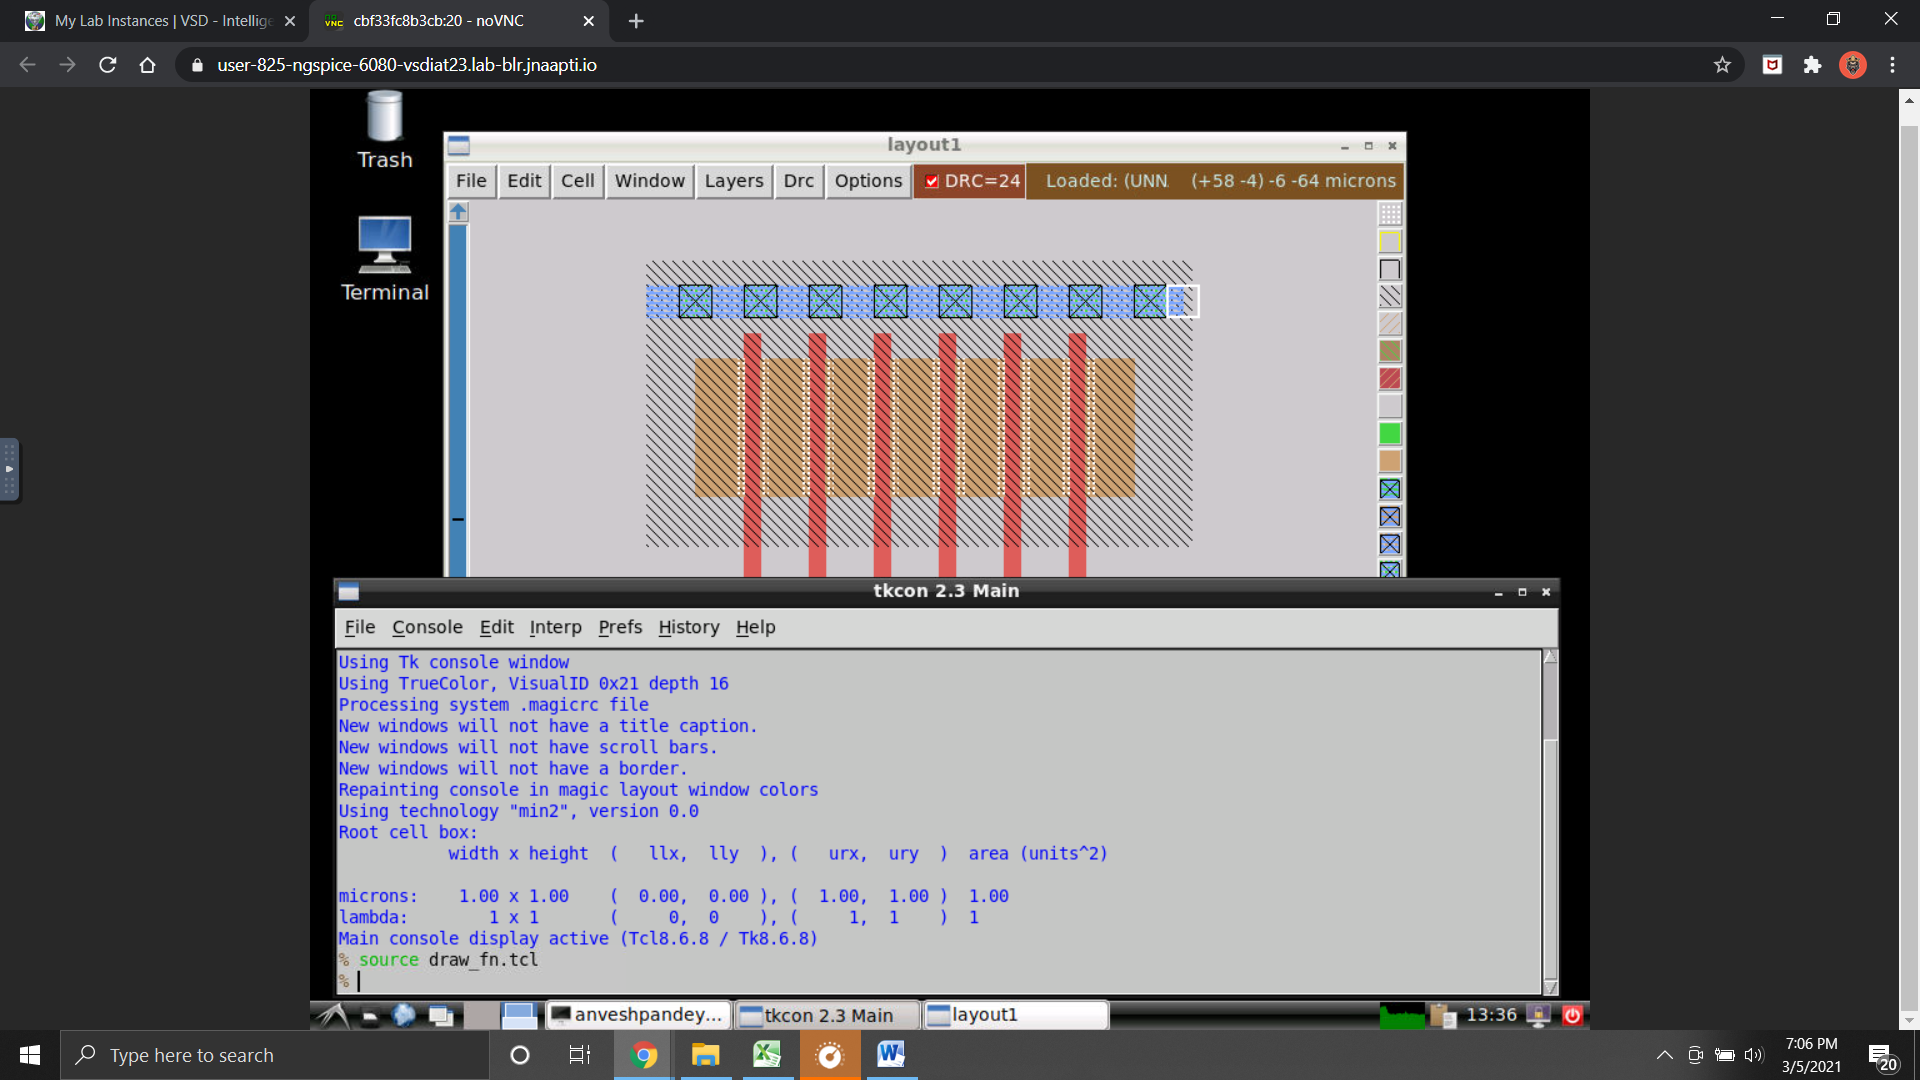 My Lab Instances | VSD - Intellige
cbf33fc8b3cb:20 - noVNC
user-825-ngspice-6080-vsdiat23.lab-blr.jnaapti.io
Trash
Terminal
layout1
File Edit Cell Window Layers Drc Options DRC=24 Loaded: (UNN. (+58 -4) -6 -64 microns
tkcon 2.3 Main
File Console Edit Interp Prefs History Help
Using Tk console window
Using TrueColor, VisualID 0x21 depth 16
Processing system .magicrc file
New windows will not have a title caption.
New windows will not have scroll bars.
New windows will not have a border.
Repainting console in magic layout window colors
Using technology "min2", version 0.0
Root cell box:
width x height ( llx, lly ), ( urx, ury ) area (units^2)
microns: 1.00 x 1.00 ( 0.00, 0.00 ), ( 1.00, 1.00 ) 1.00
lambda: 1 x 1 ( 0, 0 ), ( 1, 1 ) 1
Main console display active (Tcl8.6.8 / Tk8.6.8)
% source draw_fn.tcl
%
anveshpandey... tkcon 2.3 Main layout1 13:36
Type here to search
7:06 PM
3/5/2021
20